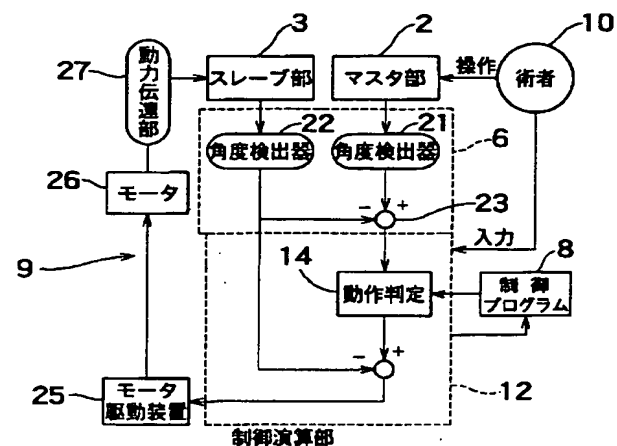 3
2
10
27
動力伝達部
スレーブ部
マスタ部
操作
術者
22
21
6
角度検出器
角度検出器
26
モータ
− +
23
入力
9
14
8
動作判定
制御
プログラム
− +
25
モータ
駆動装置
12
制御演算部